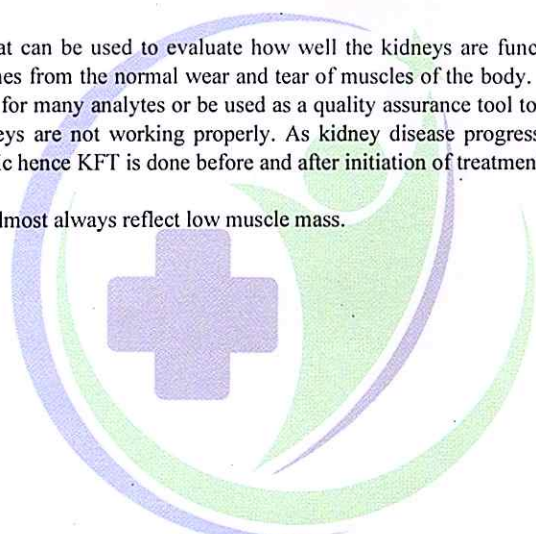 at can be used to evaluate how well the kidneys are func
nes from the normal wear and tear of muscles of the body.
for many analytes or be used as a quality assurance tool to
eys are not working properly. As kidney disease progress
ic hence KFT is done before and after initiation of treatmen
lmost always reflect low muscle mass.